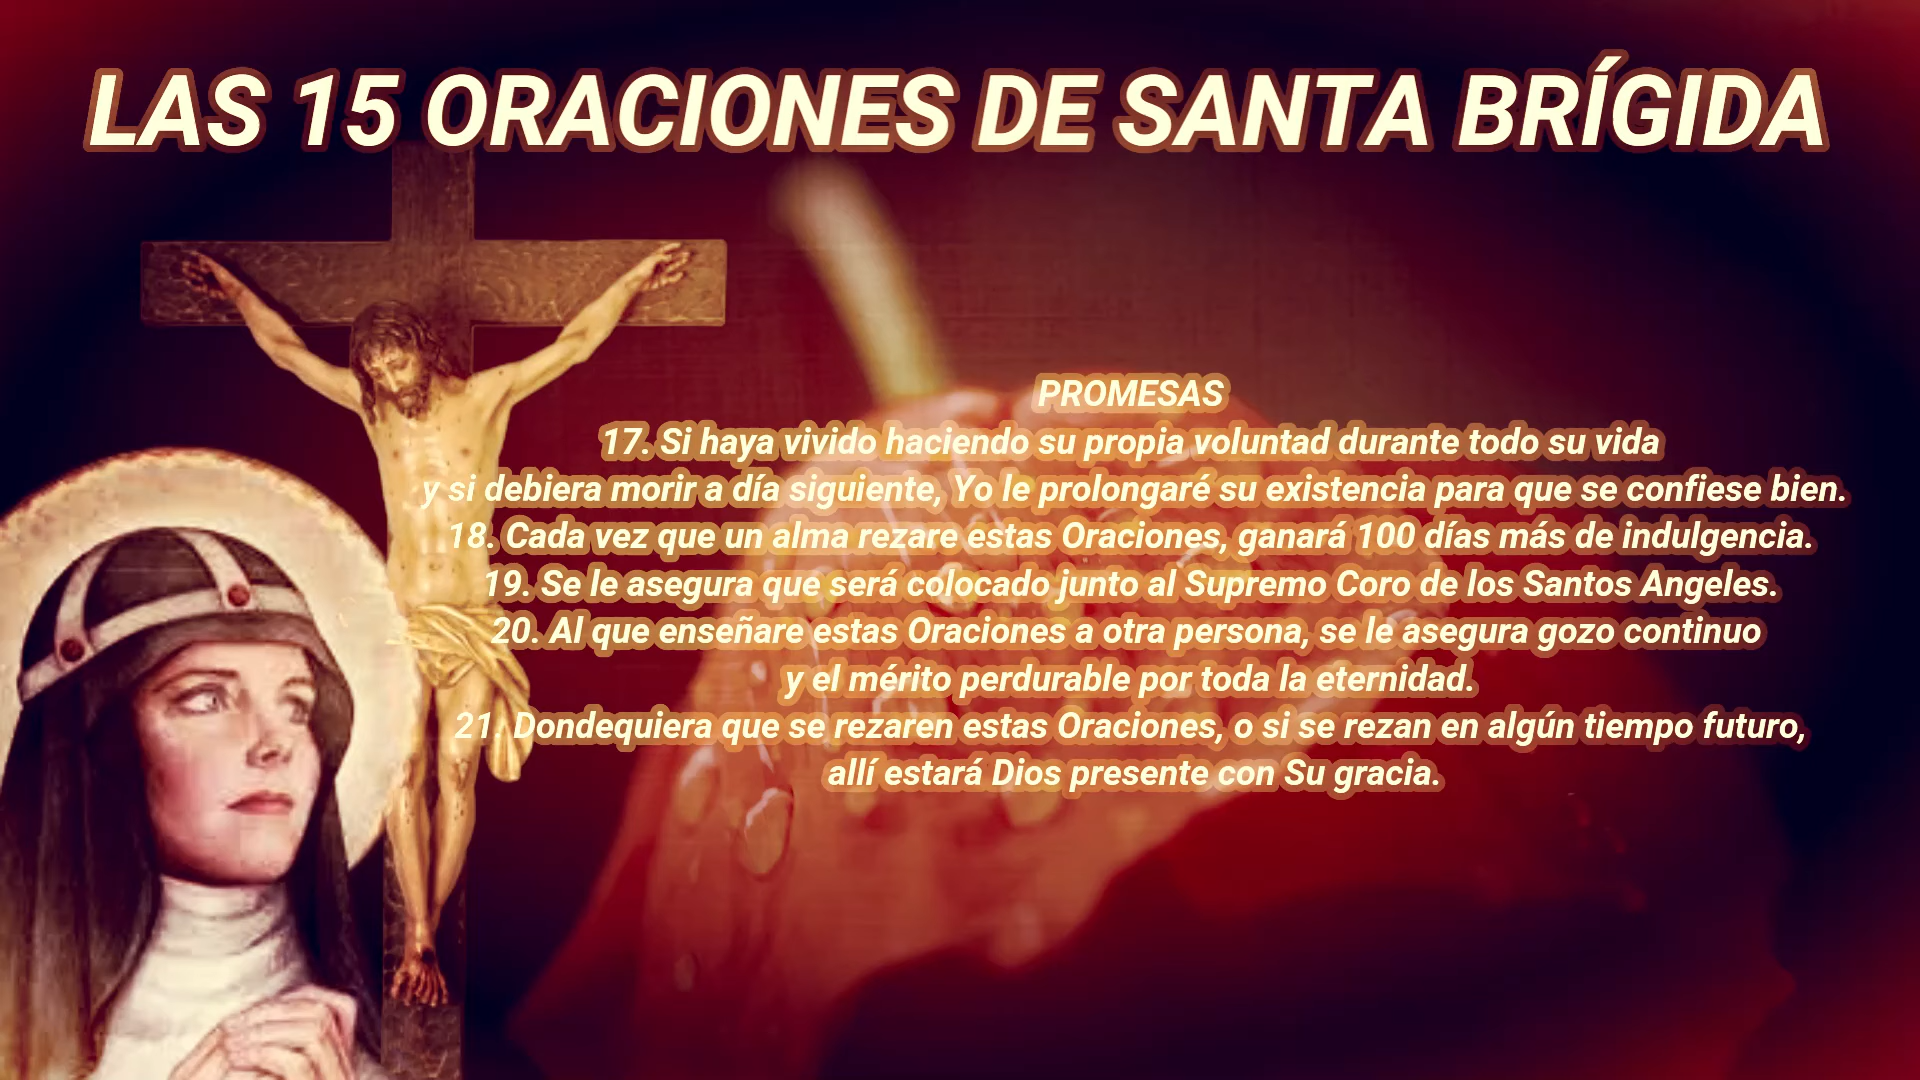 LAS 15 ORACIONES DE SANTA BRÍGIDA
PROMESAS
17. Si haya vivido haciendo su propia voluntad durante todo su vida
y si debiera morir a día siguiente, Yo le prolongaré su existencia para que se confiese bien.
18. Cada vez que un alma rezare estas Oraciones, ganará 100 días más de indulgencia.
19. Se le asegura que será colocado junto al Supremo Coro de los Santos Angeles.
20. Al que enseñare estas Oraciones a otra persona, se le asegura gozo continuo
y el mérito perdurable por toda la eternidad.
21. Dondequiera que se rezaren estas Oraciones, o si se rezan en algún tiempo futuro,
allí estará Dios presente con Su gracia.